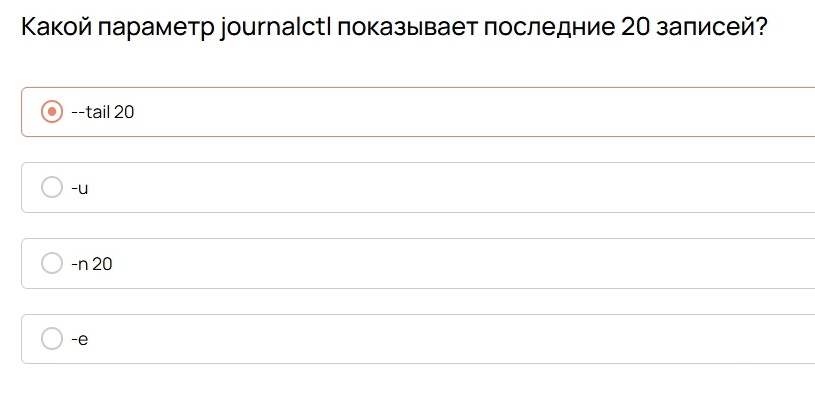 Какой параметр journalctl показывает последние 20 записей?
--tail 20
-u
-n 20
-e